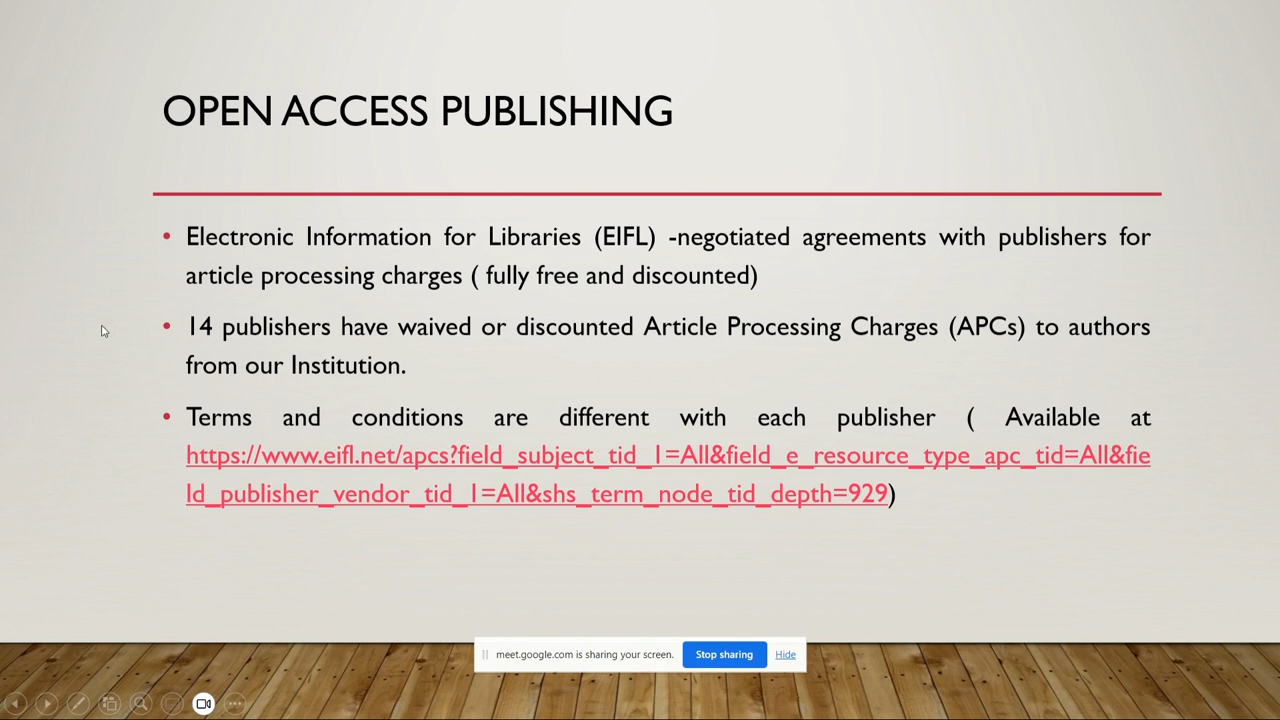 OPEN ACCESS PUBLISHING
• Electronic Information for Libraries (EIFL) -negotiated agreements with publishers for
article processing charges ( fully free and discounted)
• 14 publishers have waived or discounted Article Processing Charges (APCs) to authors
from our Institution.
• Terms and conditions are different with each publisher ( Available at
https://www.eifl.net/apcs?field_subject_tid_1=All&field_e_resource_type_apc_tid=All&fie
ld_publisher_vendor_tid_1=All&shs_term_node_tid_depth=929)
meet.google.com is sharing your screen. Stop sharing Hide